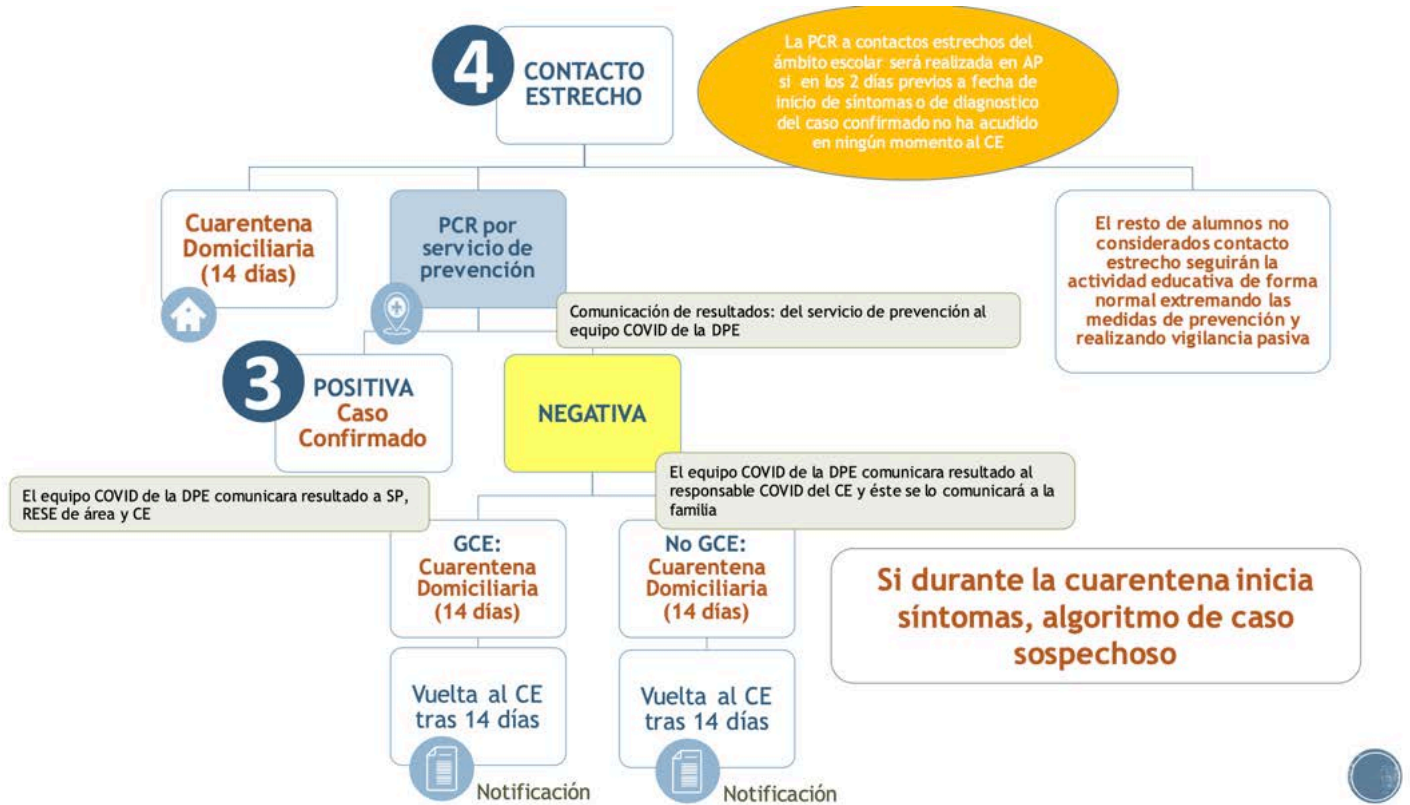 4
CONTACTO
ESTRECHO
La PCR a contactos estrechos del
ámbito escolar será realizada en AP
si en los 2 días previos a fecha de
inicio de síntomas o de diagnostico
del caso confirmado no ha acudido
en ningún momento al CE
Cuarentena
Domiciliaria
(14 días)
PCR por
servicio de
prevención
El resto de alumnos no
considerados contacto
estrecho seguirán la
actividad educativa de forma
normal extremando las
medidas de prevención y
realizando vigilancia pasiva
Comunicación de resultados: del servicio de prevención al
equipo COVID de la DPE
3
POSITIVA
Caso
Confirmado
NEGATIVA
El equipo COVID de la DPE comunicara resultado a SP,
RESE de área y CE
El equipo COVID de la DPE comunicara resultado al
responsable COVID del CE y éste se lo comunicará a la
familia
GCE:
Cuarentena
Domiciliaria
(14 días)
No GCE:
Cuarentena
Domiciliaria
(14 días)
Si durante la cuarentena inicia
síntomas, algoritmo de caso
sospechoso
Vuelta al CE
tras 14 días
Vuelta al CE
tras 14 días
Notificación
Notificación